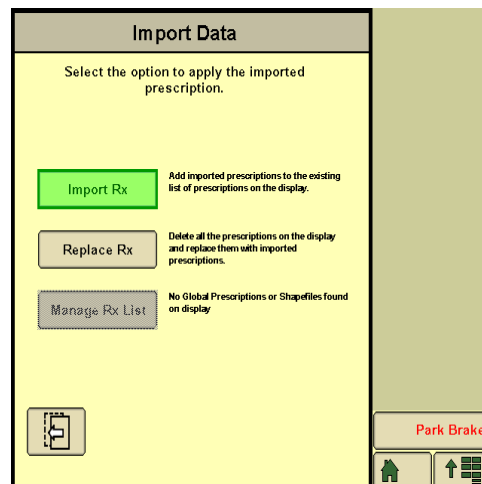 Import Data
Select the option to apply the imported
prescription.
Import Rx
Add imported prescriptions to the existing
list of prescriptions on the display.
Replace Rx
Delete all the prescriptions on the display
and replace them with imported
prescriptions.
Manage Rx List
No Global Prescriptions or Shapefiles found
on display
Park Brake